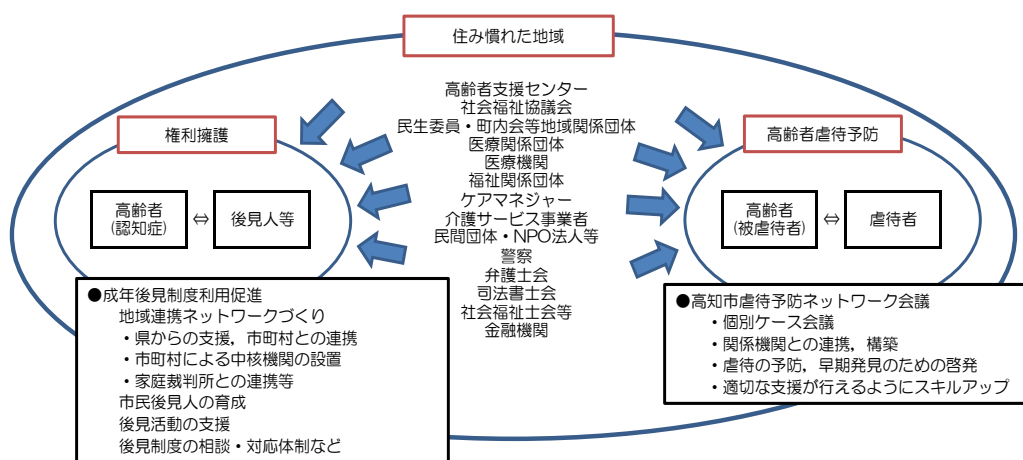 住み慣れた地域
高齢者支援センター
社会福祉協議会
民生委員・町内会等地域関係団体
医療関係団体
医療機関
福祉関係団体
ケアマネジャー
介護サービス事業者
民間団体・NPO法人等
警察
弁護士会
司法書士会
社会福祉士会等
金融機関
権利擁護
高齢者
(認知症)
⇔
後見人等
●成年後見制度利用促進
地域連携ネットワークづくり
・県からの支援，市町村との連携
・市町村による中核機関の設置
・家庭裁判所との連携等
市民後見人の育成
後見活動の支援
後見制度の相談・対応体制など
高齢者虐待予防
高齢者
(被虐待者)
⇔
虐待者
●高知市虐待予防ネットワーク会議
・個別ケース会議
・関係機関との連携，構築
・虐待の予防，早期発見のための啓発
・適切な支援が行えるようにスキルアップ